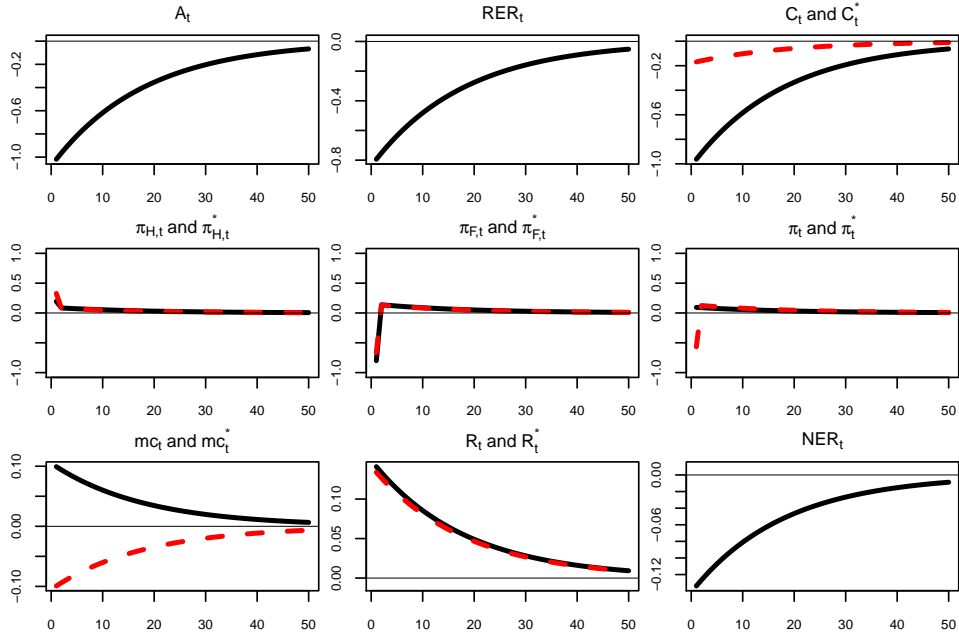 A_t
RER_t
C_t and C_t^*
−0.2
−0.6
−1.0
0 10 20 30 40 50
0.0
−0.4
−0.8
0 10 20 30 40 50
−0.2
−0.6
−1.0
0 10 20 30 40 50
π_H,t and π_H,t^*
π_F,t and π_F,t^*
π_t and π_t^*
1.0
0.5
0.0
−1.0
0 10 20 30 40 50
1.0
0.5
0.0
−1.0
0 10 20 30 40 50
1.0
0.5
0.0
−1.0
0 10 20 30 40 50
mc_t and mc_t^*
R_t and R_t^*
NER_t
0.10
0.00
−0.10
0 10 20 30 40 50
0.10
0.05
0.00
0 10 20 30 40 50
0.00
−0.06
−0.12
0 10 20 30 40 50